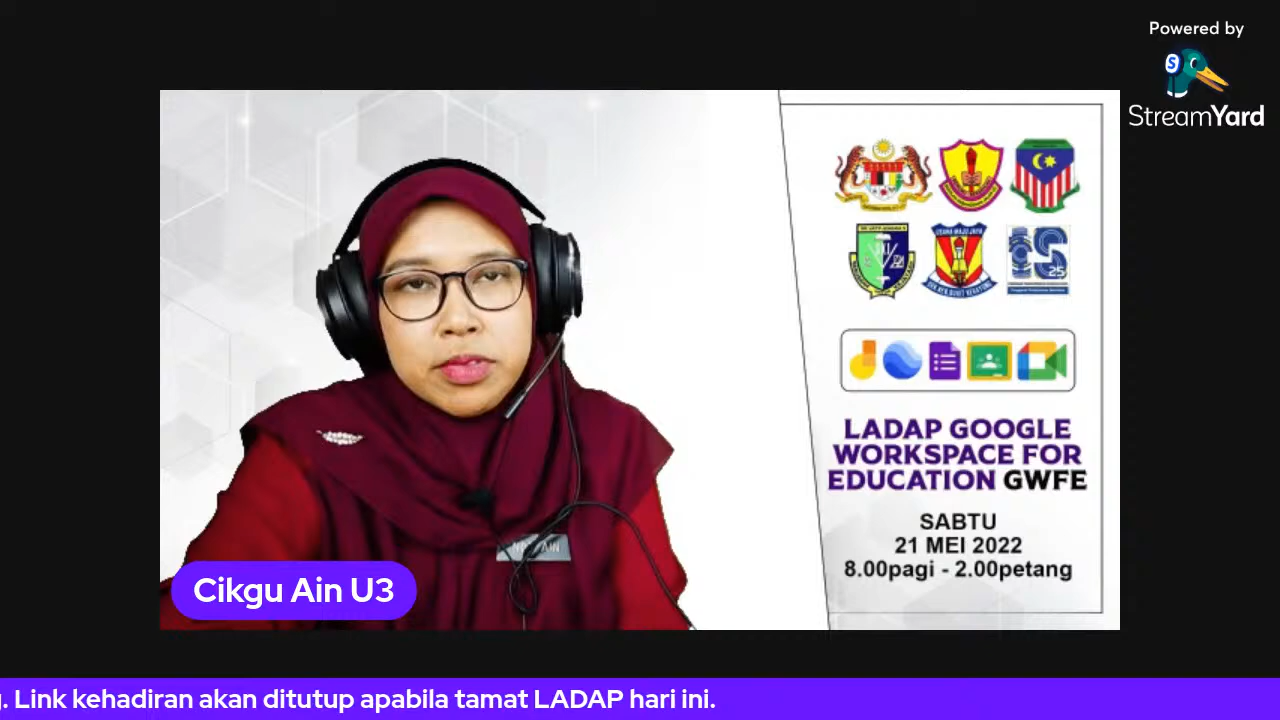 Powered by
StreamYard
LADAP GOOGLE
WORKSPACE FOR
EDUCATION GWFE
SABTU
21 MEI 2022
8.00pagi - 2.00petang
AIN
Cikgu Ain U3
. Link kehadiran akan ditutup apabila tamat LADAP hari ini.